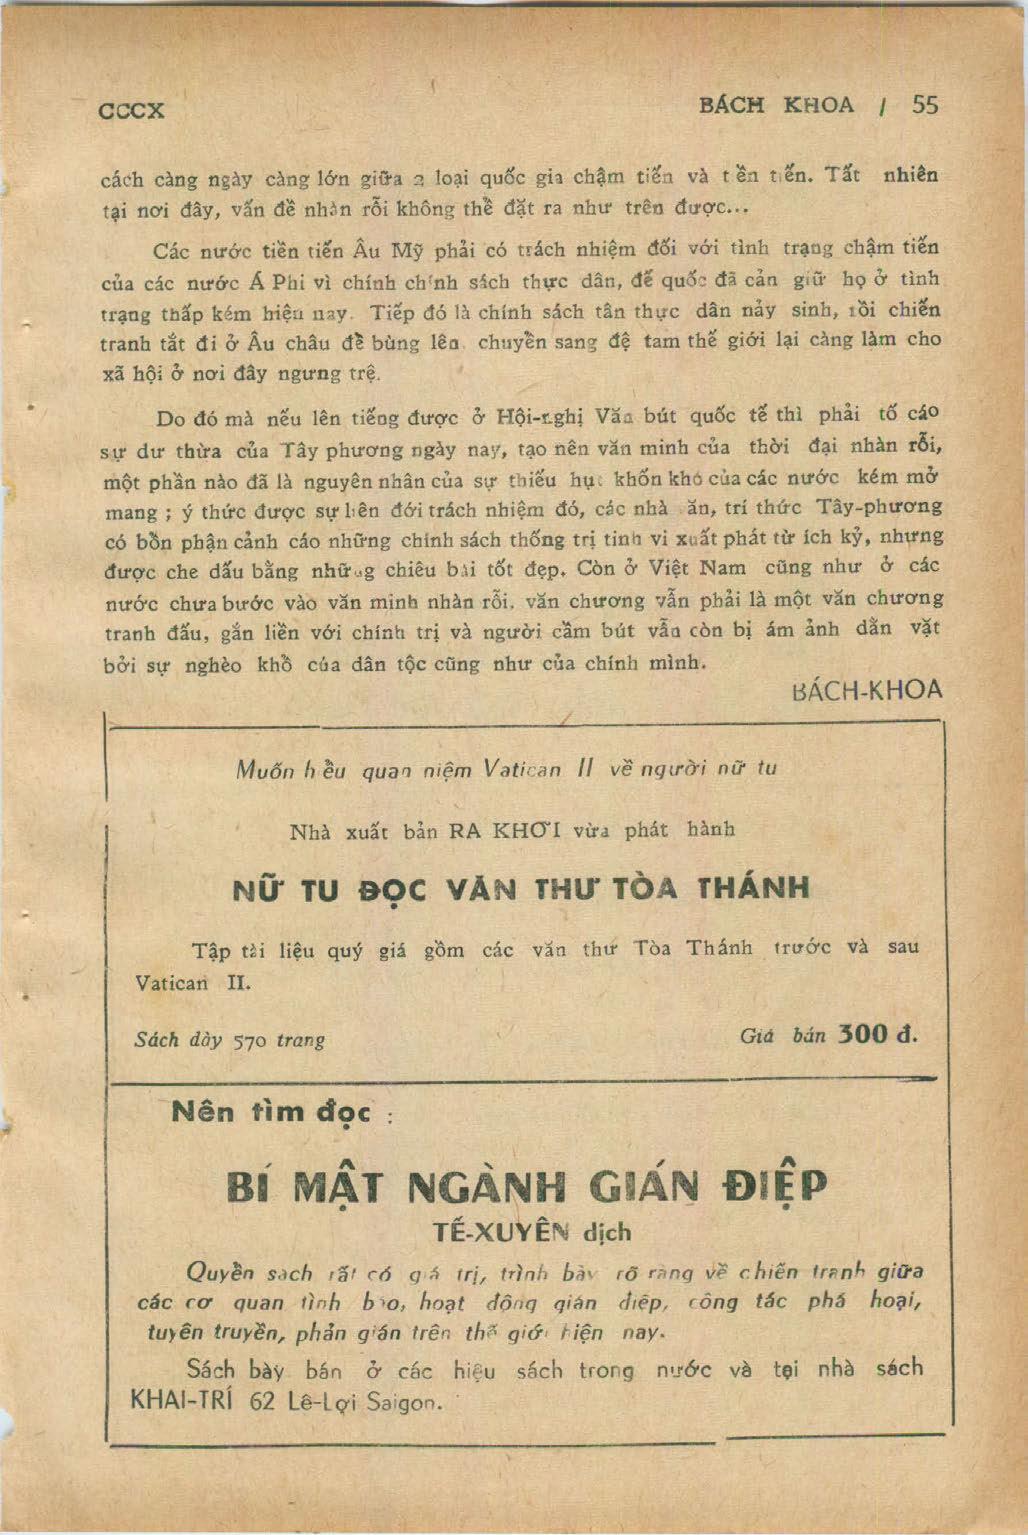 CCCX
BÁCH KHOA / 55
cách càng ngày càng lớn giữa 2 loại quốc gia chậm tiến và tiền tiến. Tất nhiên
tại nơi đây, vấn đề nhàn rỗi không thể đặt ra như trên được...
Các nước tiền tiến Âu Mỹ phải có trách nhiệm đối với tình trạng chậm tiến
của các nước Á Phi vì chính chính sách thực dân, đế quốc đã cản giữ họ ở tình
trạng thấp kém hiện nay. Tiếp đó là chính sách tân thực dân nảy sinh, rồi chiến
tranh tắt đi ở Âu châu để bùng lên chuyển sang đệ tam thế giới lại càng làm cho
xã hội ở nơi đây ngưng trệ.
Do đó mà nếu lên tiếng được ở Hội-nghị Văn bút quốc tế thì phải tố cáo
sự dư thừa của Tây phương ngày nay, tạo nên văn minh của thời đại nhàn rỗi,
một phần nào đã là nguyên nhân của sự thiếu hụt khốn khó của các nước kém mở
mang ; ý thức được sự liên đới trách nhiệm đó, các nhà văn, trí thức Tây-phương
có bổn phận cảnh cáo những chính sách thống trị tinh vi xuất phát từ ích kỷ, nhưng
được che dấu bằng những chiêu bài tốt đẹp. Còn ở Việt Nam cũng như ở các
nước chưa bước vào văn minh nhàn rỗi, văn chương vẫn phải là một văn chương
tranh đấu, gắn liền với chính trị và người cầm bút vẫn còn bị ám ảnh dằn vặt
bởi sự nghèo khổ của dân tộc cũng như của chính mình.
BÁCH-KHOA
Muốn hiểu quan niệm Vatican II về người nữ tu
Nhà xuất bản RA KHƠI vừa phát hành
NỮ TU ĐỌC VĂN THƯ TÒA THÁNH
Tập tài liệu quý giá gồm các văn thư Tòa Thánh trước và sau
Vatican II.
Sách dày 570 trang
Giá bán 300 đ.
Nên tìm đọc :
BÍ MẬT NGÀNH GIÁN ĐIỆP
TẾ-XUYÊN dịch
Quyển sách rất có giá trị, trình bày rõ ràng về chiến tranh giữa
các cơ quan tình báo, hoạt động gián điệp, công tác phá hoại,
tuyên truyền, phản gián trên thế giới hiện nay.
Sách bày bán ở các hiệu sách trong nước và tại nhà sách
KHAI-TRÍ 62 Lê-Lợi Saigon.